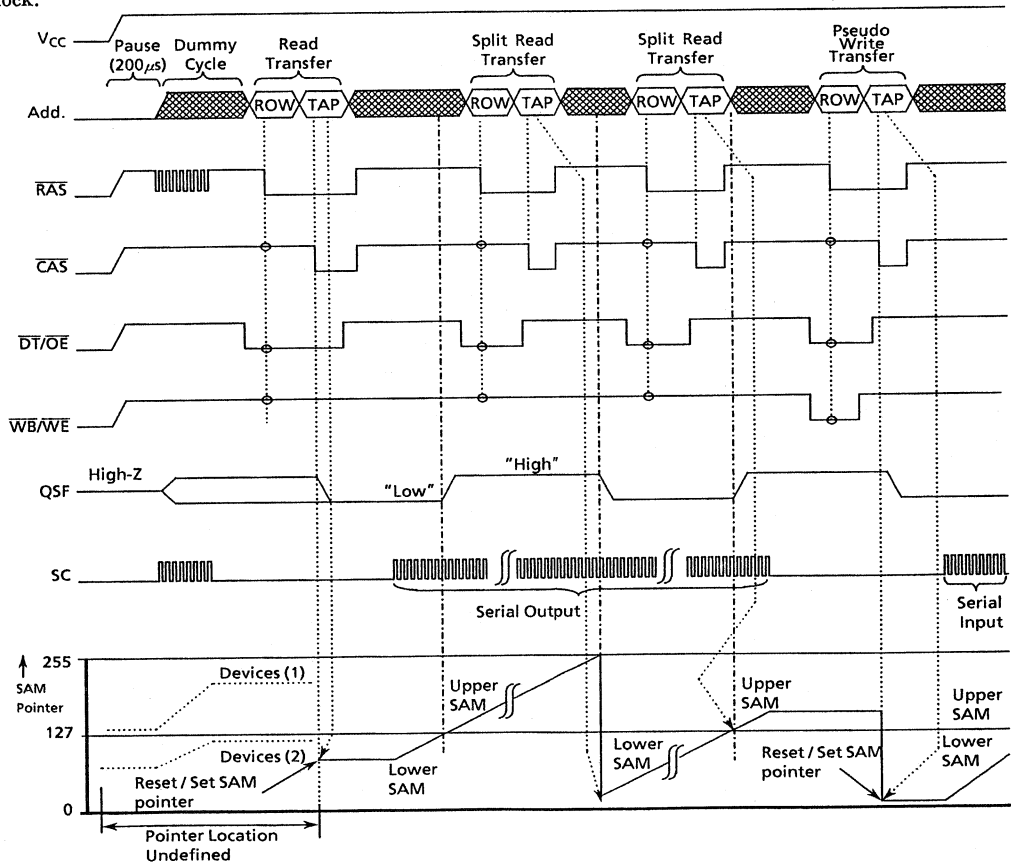 ock.
VCC
Pause
(200μs)
Dummy
Cycle
Read
Transfer
Split Read
Transfer
Split Read
Transfer
Pseudo
Write
Transfer
Add.
ROW TAP ROW TAP ROW TAP ROW TAP
RAS
CAS
DT/OE
WB/WE
High-Z
QSF
"Low"
"High"
SC
Serial Output
Serial
Input
255
SAM
Pointer
127
0
Devices (1)
Devices (2)
Reset / Set SAM
pointer
Lower
SAM
Upper
SAM
Lower
SAM
Upper
SAM
Reset / Set SAM
pointer
Upper
SAM
Lower
SAM
Pointer Location
Undefined